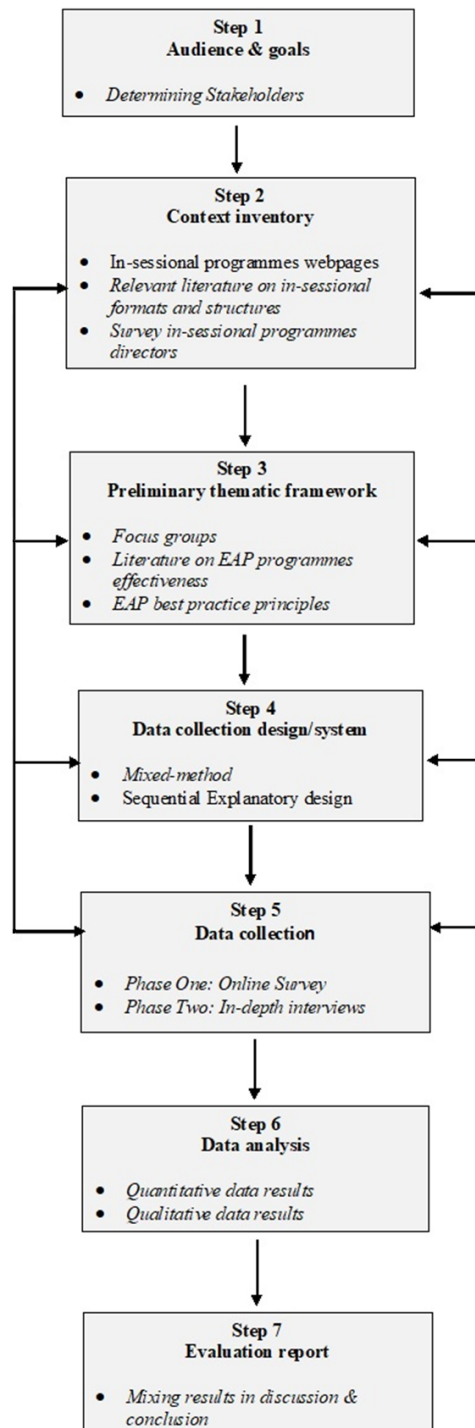 Step 1
Audience & goals
• Determining Stakeholders
Step 2
Context inventory
• In-sessional programmes webpages
• Relevant literature on in-sessional
formats and structures
• Survey in-sessional programmes
directors
Step 3
Preliminary thematic framework
• Focus groups
• Literature on EAP programmes
effectiveness
• EAP best practice principles
Step 4
Data collection design/system
• Mixed-method
• Sequential Explanatory design
Step 5
Data collection
• Phase One: Online Survey
• Phase Two: In-depth interviews
Step 6
Data analysis
• Quantitative data results
• Qualitative data results
Step 7
Evaluation report
• Mixing results in discussion &
conclusion